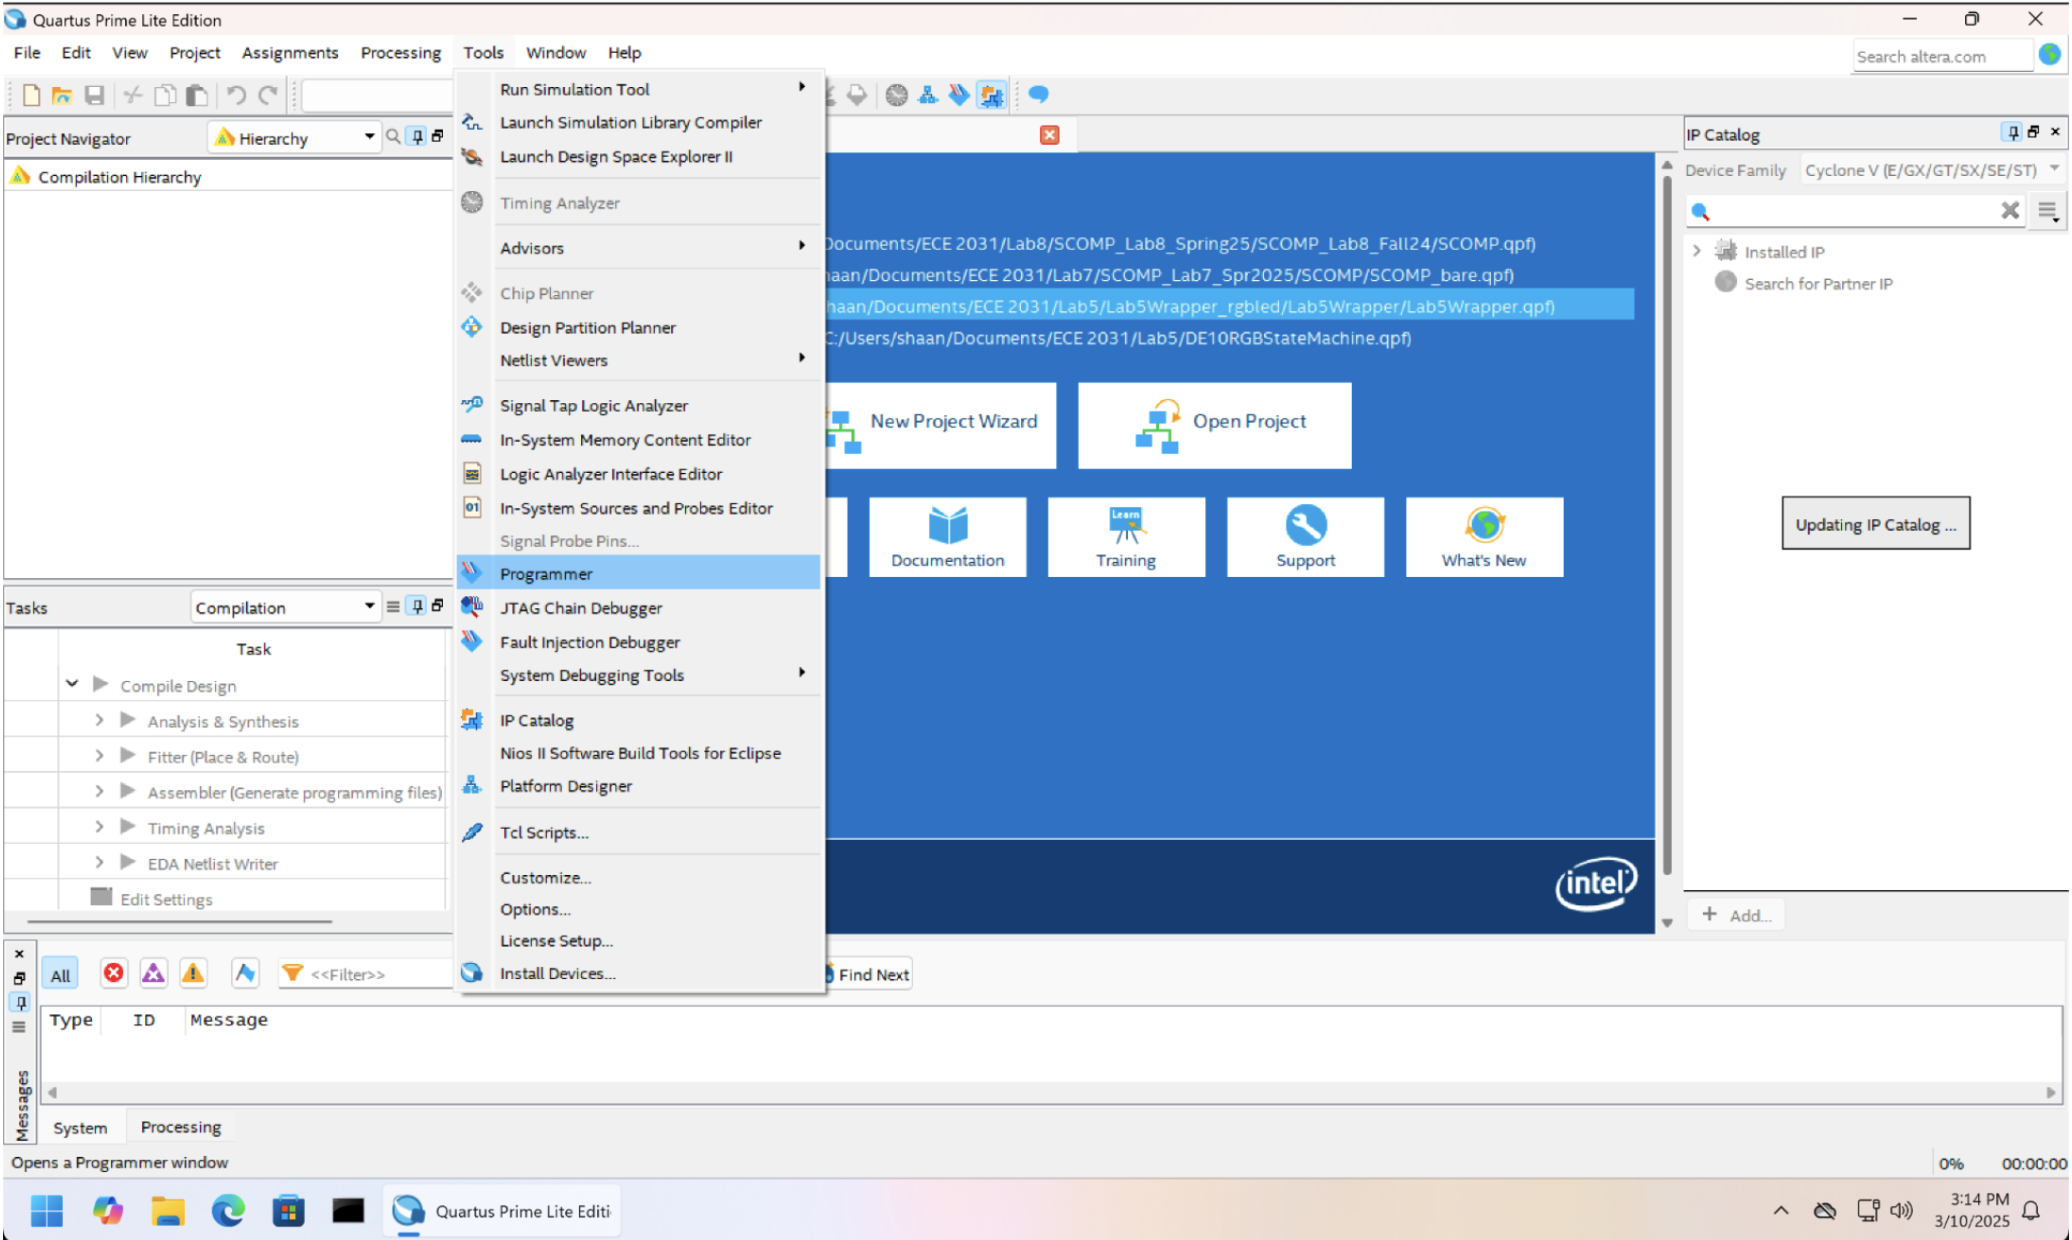 Quartus Prime Lite Edition
File Edit View Project Assignments Processing Tools Window Help
Search altera.com
Project Navigator
Hierarchy
Compilation Hierarchy
Run Simulation Tool
Launch Simulation Library Compiler
Launch Design Space Explorer II
Timing Analyzer
Advisors
Chip Planner
Design Partition Planner
Netlist Viewers
Signal Tap Logic Analyzer
In-System Memory Content Editor
Logic Analyzer Interface Editor
In-System Sources and Probes Editor
Signal Probe Pins...
Programmer
JTAG Chain Debugger
Fault Injection Debugger
System Debugging Tools
IP Catalog
Nios II Software Build Tools for Eclipse
Platform Designer
Tcl Scripts...
Customize...
Options...
License Setup...
Install Devices...
Documents/ECE 2031/Lab8/SCOMP_Lab8_Spring25/SCOMP_Lab8_Fall24/SCOMP.qpf)
haan/Documents/ECE 2031/Lab7/SCOMP_Lab7_Spr2025/SCOMP/SCOMP_bare.qpf)
haan/Documents/ECE 2031/Lab5/Lab5Wrapper_rgbled/Lab5Wrapper/Lab5Wrapper.qpf)
C:/Users/shaan/Documents/ECE 2031/Lab5/DE10RGBStateMachine.qpf)
New Project Wizard
Open Project
Documentation
Learn
Training
Support
What's New
intel
IP Catalog
Device Family Cyclone V (E/GX/GT/SX/SE/ST)
Installed IP
Search for Partner IP
Updating IP Catalog ...
+ Add...
Tasks
Compilation
Task
Compile Design
Analysis & Synthesis
Fitter (Place & Route)
Assembler (Generate programming files)
Timing Analysis
EDA Netlist Writer
Edit Settings
All
<<Filter>>
Find Next
Type ID Message
Messages
System Processing
Opens a Programmer window
0% 00:00:00
Quartus Prime Lite Editi
3:14 PM
3/10/2025